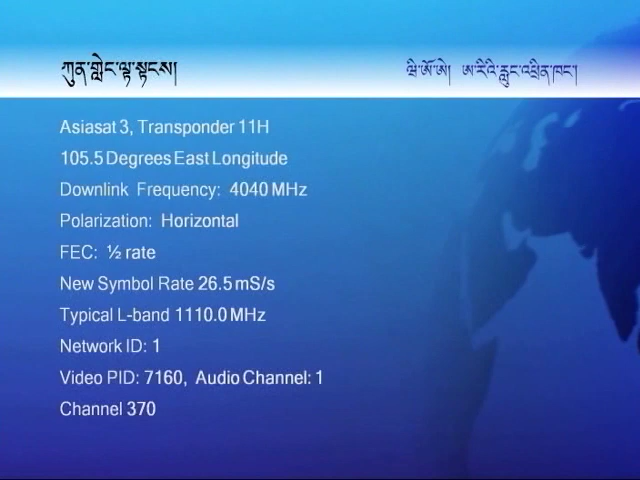 ཀུན་གླེང་ལྟ་སྟངས། ཝི་ཨོ་ཨེ། ཨ་རིའི་རླུང་འཕྲིན་ཁང་།
Asiasat 3, Transponder 11H
105.5 Degrees East Longitude
Downlink Frequency: 4040 MHz
Polarization: Horizontal
FEC: ½ rate
New Symbol Rate 26.5 mS/s
Typical L-band 1110.0 MHz
Network ID: 1
Video PID: 7160, Audio Channel: 1
Channel 370